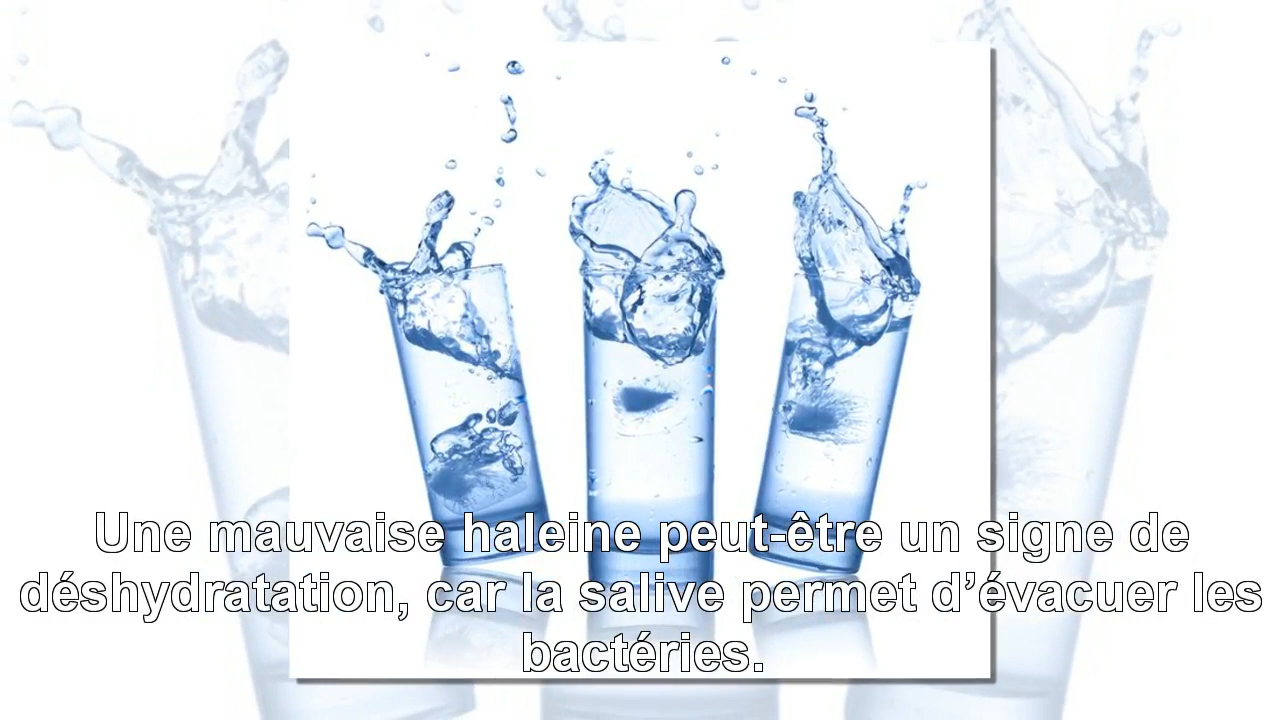 Une mauvaise haleine peut-être un signe de
déshydratation, car la salive permet d’évacuer les
bactéries.